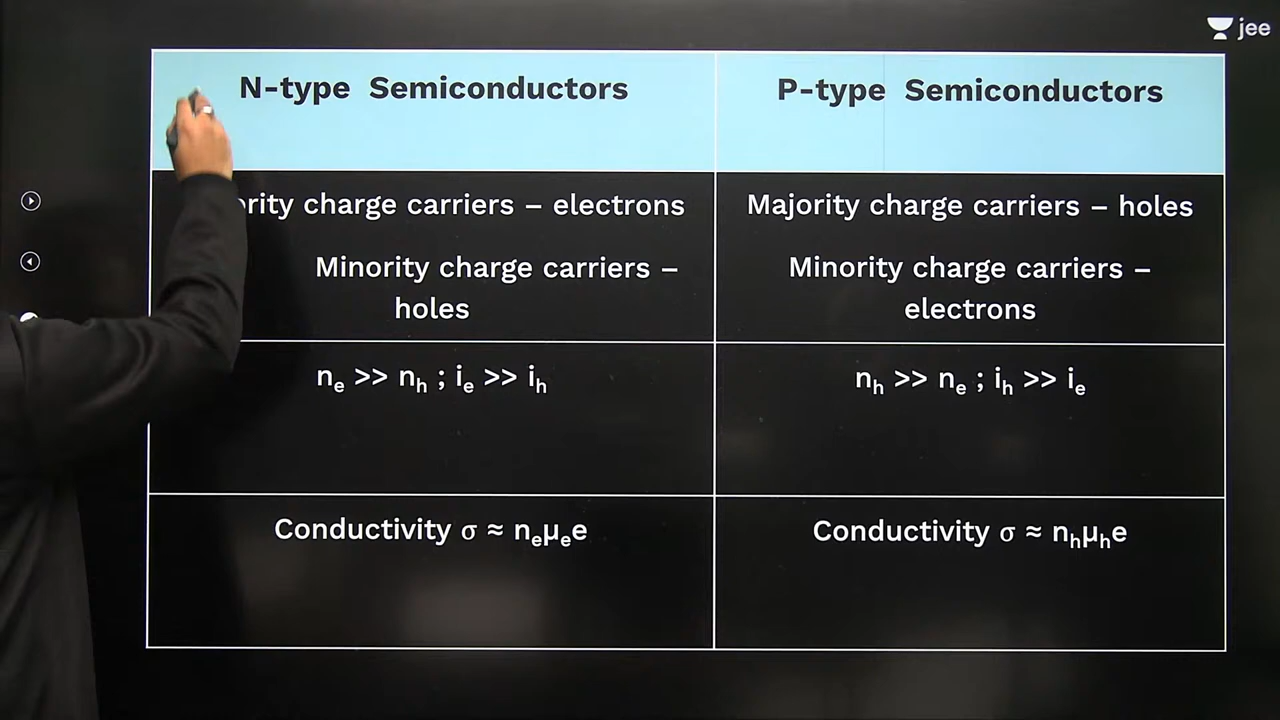 jee
N-type Semiconductors
P-type Semiconductors
charge carriers – electrons
Majority charge carriers – holes
Minority charge carriers –
holes
Minority charge carriers –
electrons
nₑ >> nₕ ; iₑ >> iₕ
nₕ >> nₑ ; iₕ >> iₑ
Conductivity σ ≈ nₑμₑe
Conductivity σ ≈ nₕμₕe